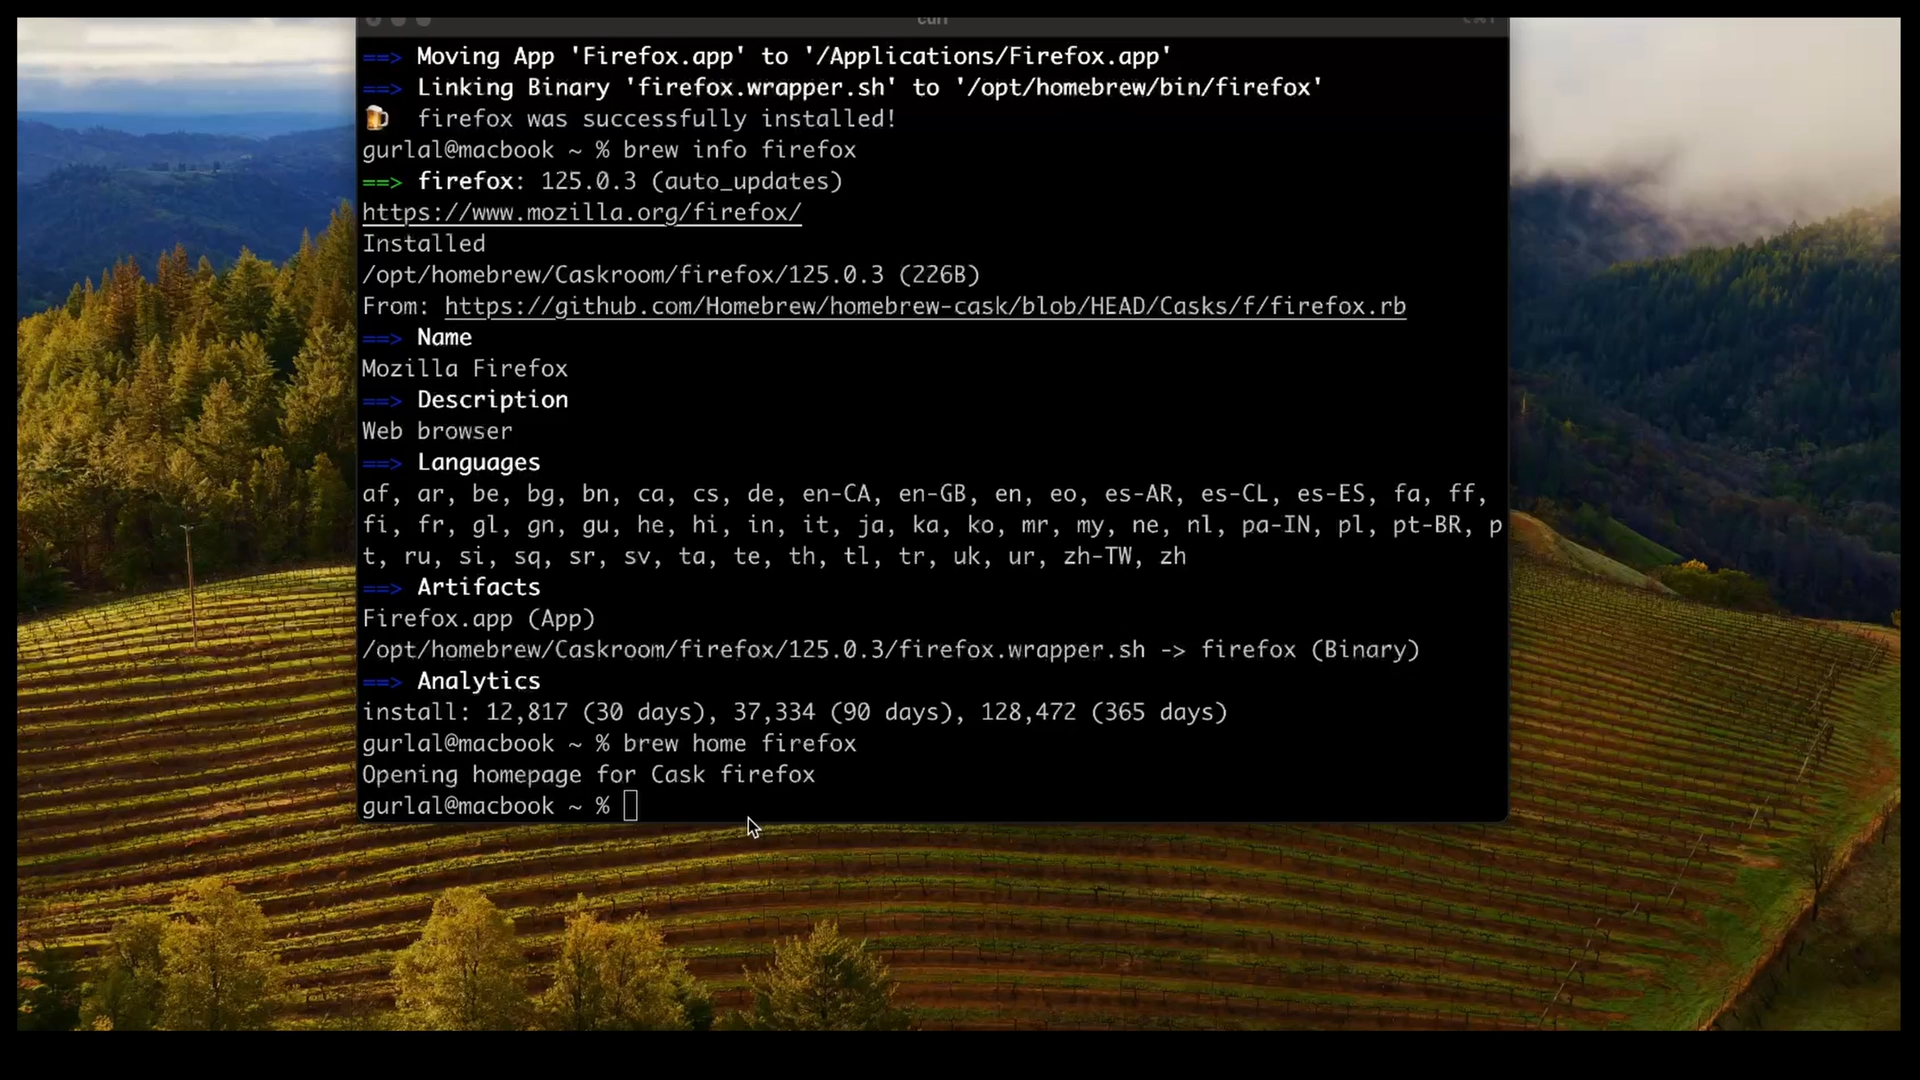 curl
==> Moving App 'Firefox.app' to '/Applications/Firefox.app'
==> Linking Binary 'firefox.wrapper.sh' to '/opt/homebrew/bin/firefox'
firefox was successfully installed!
gurlal@macbook ~ % brew info firefox
==> firefox: 125.0.3 (auto_updates)
https://www.mozilla.org/firefox/
Installed
/opt/homebrew/Caskroom/firefox/125.0.3 (226B)
From: https://github.com/Homebrew/homebrew-cask/blob/HEAD/Casks/f/firefox.rb
==> Name
Mozilla Firefox
==> Description
Web browser
==> Languages
af, ar, be, bg, bn, ca, cs, de, en-CA, en-GB, en, eo, es-AR, es-CL, es-ES, fa, ff,
fi, fr, gl, gn, gu, he, hi, in, it, ja, ka, ko, mr, my, ne, nl, pa-IN, pl, pt-BR, p
t, ru, si, sq, sr, sv, ta, te, th, tl, tr, uk, ur, zh-TW, zh
==> Artifacts
Firefox.app (App)
/opt/homebrew/Caskroom/firefox/125.0.3/firefox.wrapper.sh -> firefox (Binary)
==> Analytics
install: 12,817 (30 days), 37,334 (90 days), 128,472 (365 days)
gurlal@macbook ~ % brew home firefox
Opening homepage for Cask firefox
gurlal@macbook ~ %